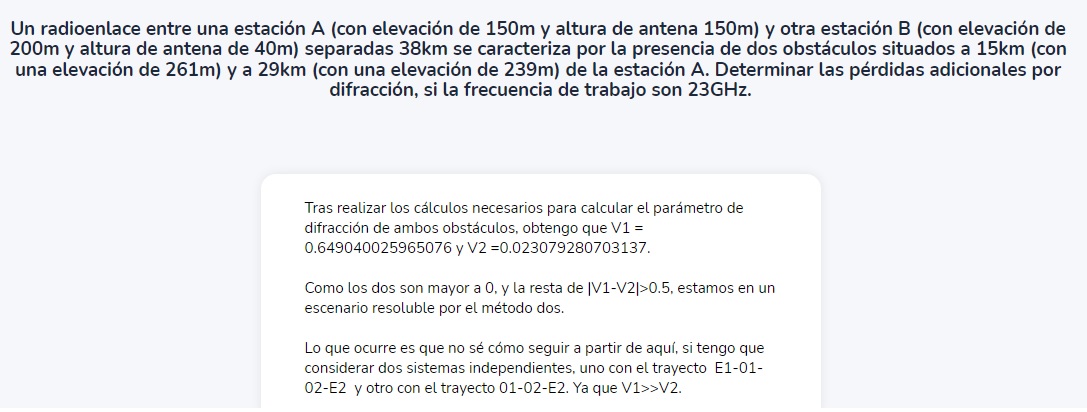 Un radioenlace entre una estación A (con elevación de 150m y altura de antena 150m) y otra estación B (con elevación de
200m y altura de antena de 40m) separadas 38km se caracteriza por la presencia de dos obstáculos situados a 15km (con
una elevación de 261m) y a 29km (con una elevación de 239m) de la estación A. Determinar las pérdidas adicionales por
difracción, si la frecuencia de trabajo son 23GHz.
Tras realizar los cálculos necesarios para calcular el parámetro de
difracción de ambos obstáculos, obtengo que V1 =
0.649040025965076 y V2 =0.023079280703137.
Como los dos son mayor a 0, y la resta de |V1-V2|>0.5, estamos en un
escenario resoluble por el método dos.
Lo que ocurre es que no sé cómo seguir a partir de aquí, si tengo que
considerar dos sistemas independientes, uno con el trayecto E1-01-
02-E2 y otro con el trayecto 01-02-E2. Ya que V1>>V2.